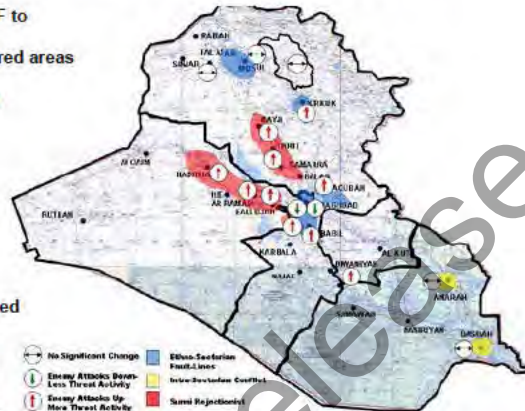 F to
red areas
RABIAH
TAL AFAR
SINJAR
MOSUL
KIRKUK
BAYJI
TIKRIT
SAMARRA
BALAD
AL QAIM
HADITHA
HIT
AR RAMADI
FALLUJAH
BAQUBAH
BAGHDAD
RUTBAH
BABIL
KARBALA
AL KUT
NAJAF
DIWANIYAH
AMARAH
SAMAWAH
NASIRIYAH
BASRAH
ed
No Significant Change
Enemy Attacks Down-
Less Threat Activity
Enemy Attacks Up-
More Threat Activity
Ethno-Sectarian
Fault-Lines
Intra-Sectarian Conflict
Sunni Rejectionist
elease